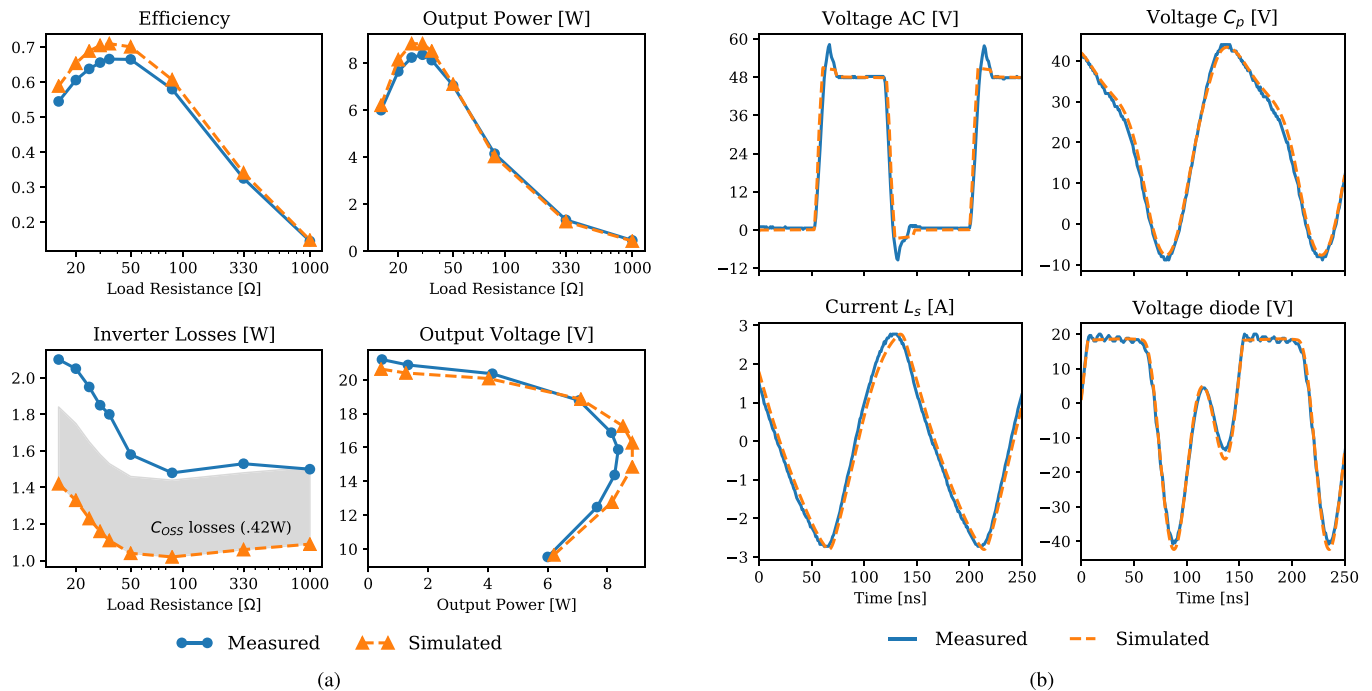 Efficiency
0.7
0.6
0.5
0.4
0.3
0.2
20 50 100 330 1000
Load Resistance [Ω]
Output Power [W]
8
6
4
2
0
20 50 100 330 1000
Load Resistance [Ω]
Inverter Losses [W]
2.0
1.8
1.6
1.4
1.2
1.0
C_OSS losses (.42W)
20 50 100 330 1000
Load Resistance [Ω]
Output Voltage [V]
20
18
16
14
12
10
0 2 4 6 8
Output Power [W]
Measured Simulated
(a)
Voltage AC [V]
60
48
36
24
12
0
−12
Voltage C_p [V]
40
30
20
10
0
−10
Current L_s [A]
3
2
1
0
−1
−2
−3
0 50 100 150 200 250
Time [ns]
Voltage diode [V]
20
10
0
−10
−20
−30
−40
0 50 100 150 200 250
Time [ns]
Measured Simulated
(b)